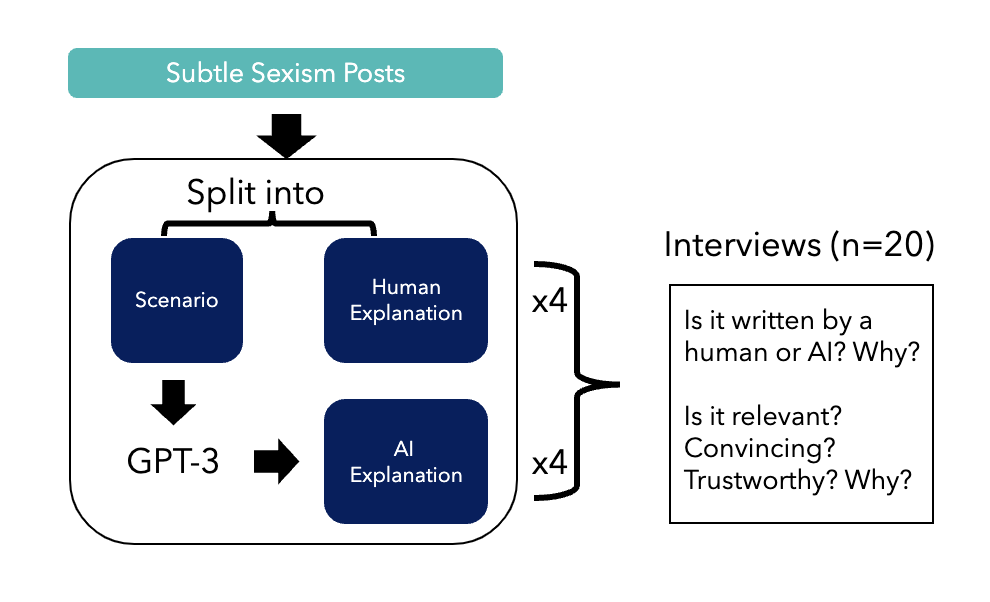 Subtle Sexism Posts
Split into
Scenario
Human
Explanation
x4
GPT-3
AI
Explanation
x4
Interviews (n=20)
Is it written by a
human or AI? Why?
Is it relevant?
Convincing?
Trustworthy? Why?